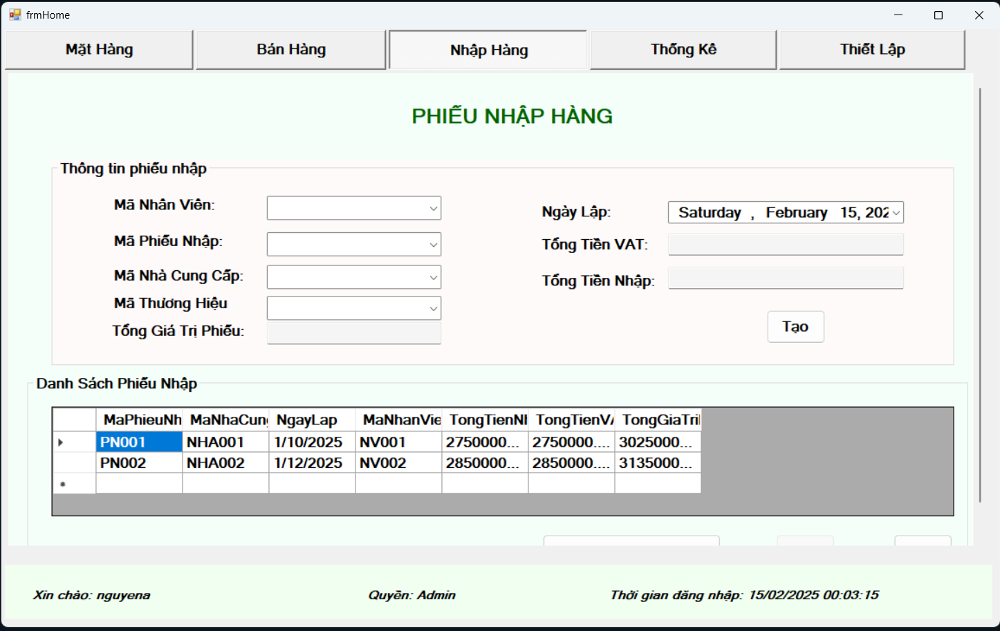 frmHome
Mặt Hàng Bán Hàng Nhập Hàng Thống Kê Thiết Lập
PHIẾU NHẬP HÀNG
Thông tin phiếu nhập
Mã Nhân Viên:
Ngày Lập: Saturday , February 15, 202
Mã Phiếu Nhập:
Tổng Tiền VAT:
Mã Nhà Cung Cấp:
Tổng Tiền Nhập:
Mã Thương Hiệu
Tổng Giá Trị Phiếu:
Tạo
Danh Sách Phiếu Nhập
MaPhieuNh MaNhaCung NgayLap MaNhanVie TongTienNh TongTienVA TongGiaTri
PN001 NHA001 1/10/2025 NV001 2750000... 2750000.... 3025000...
PN002 NHA002 1/12/2025 NV002 2850000... 2850000.... 3135000...
Xin chào: nguyena Quyền: Admin Thời gian đăng nhập: 15/02/2025 00:03:15